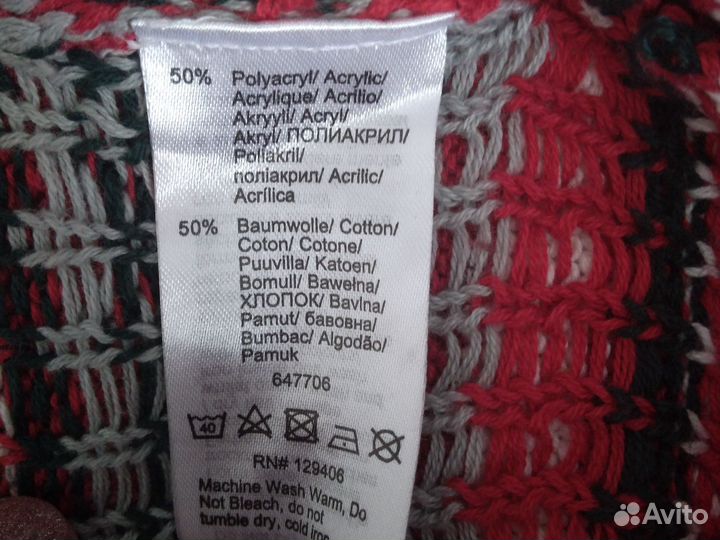 50% Polyacryl/ Acrylic/
Acrylique/ Acrilio/
Akryyli/ Acryl/
Akryl/ ПОЛИАКРИЛ/
Poliakril/
поліакрил/ Acrilic/
Acrílica
50% Baumwolle/ Cotton/
Coton/ Cotone/
Puuvilla/ Katoen/
Bomull/ Bawełna/
ХЛОПОК/ Bavlna/
Pamut/ бавовна/
Bumbac/ Algodão/
Pamuk
647706
40
RN# 129406
Machine Wash Warm, Do
Not Bleach, do not
tumble dry, cold iron
Avito